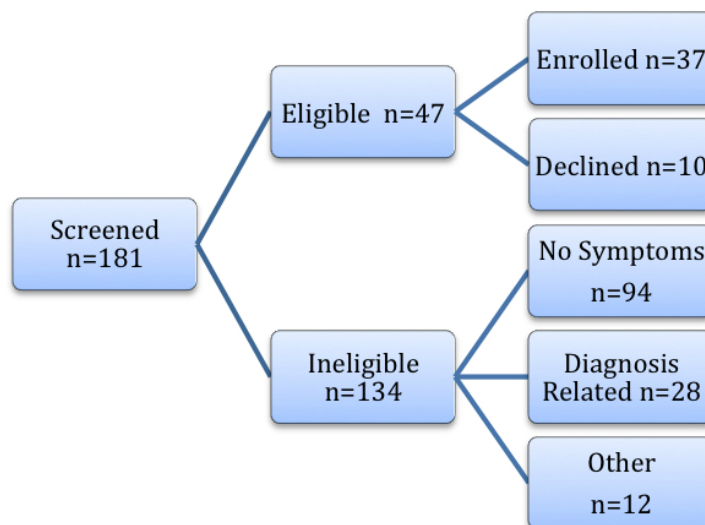 Screened
n=181
Eligible n=47
Enrolled n=37
Declined n=10
Ineligible
n=134
No Symptoms
n=94
Diagnosis
Related n=28
Other
n=12